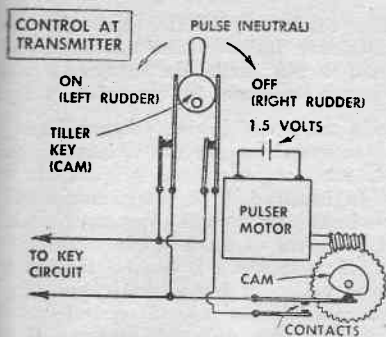 CONTROL AT
TRANSMITTER
PULSE (NEUTRAL)
ON
(LEFT RUDDER)
OFF
(RIGHT RUDDER)
TILLER
KEY
(CAM)
1.5 VOLTS
PULSER
MOTOR
TO KEY
CIRCUIT
CAM
CONTACTS